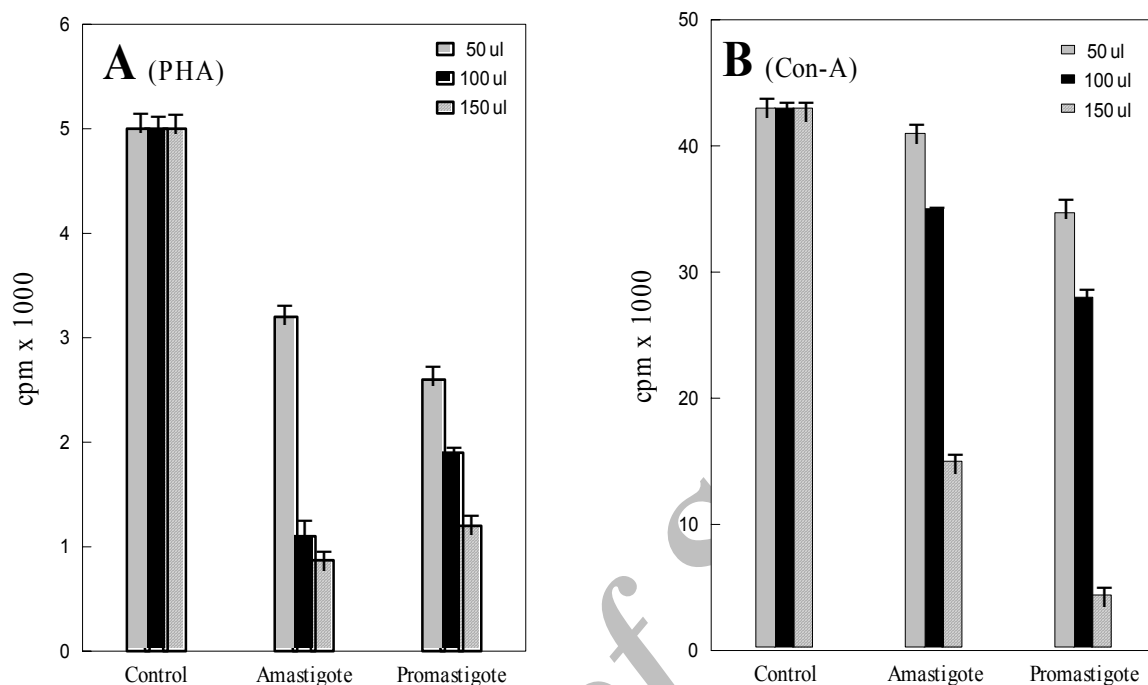 A (PHA)
50 ul
100 ul
150 ul
6
5
4
3
2
1
0
cpm x 1000
Control Amastigote Promastigote
B (Con-A)
50 ul
100 ul
150 ul
50
40
30
20
10
0
cpm x 1000
Control Amastigote Promastigote
f S